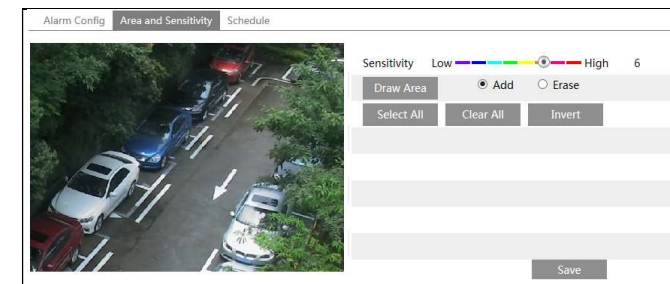 Alarm Config Area and Sensitivity Schedule
Sensitivity Low High 6
Draw Area Add Erase
Select All Clear All Invert
Save